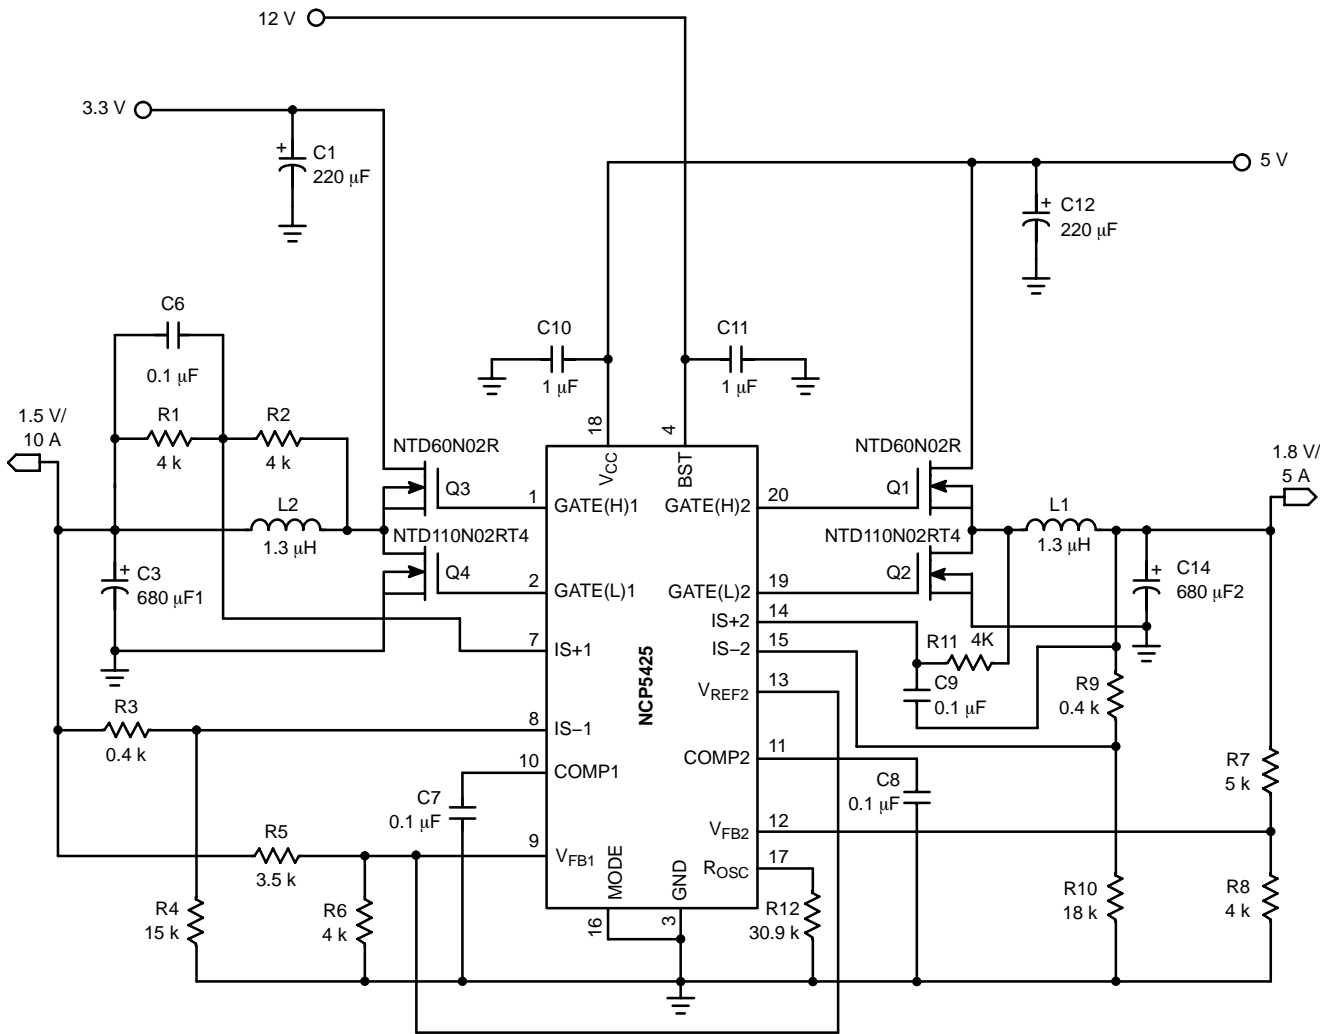 12 V
3.3 V
+
C1
220 μF
5 V
+
C12
220 μF
C6
0.1 μF
C10
1 μF
C11
1 μF
1.5 V/
10 A
R1
4 k
R2
4 k
18
4
NTD60N02R
NTD60N02R
1.8 V/
5 A
VCC
BST
Q3
1
GATE(H)1
GATE(H)2
20
Q1
L2
1.3 μH
L1
1.3 μH
NTD110N02RT4
NTD110N02RT4
+
C3
680 μF1
Q4
2
GATE(L)1
GATE(L)2
19
Q2
+
C14
680 μF2
IS+2
14
7
IS+1
IS−2
15
R11
4K
NCP5425
VREF2
13
C9
0.1 μF
R9
0.4 k
R3
0.4 k
8
IS−1
10
COMP1
COMP2
11
C7
0.1 μF
C8
0.1 μF
R7
5 k
R5
3.5 k
9
VFB1
VFB2
12
ROSC
17
MODE
GND
R4
15 k
R6
4 k
16
3
R12
30.9 k
R10
18 k
R8
4 k